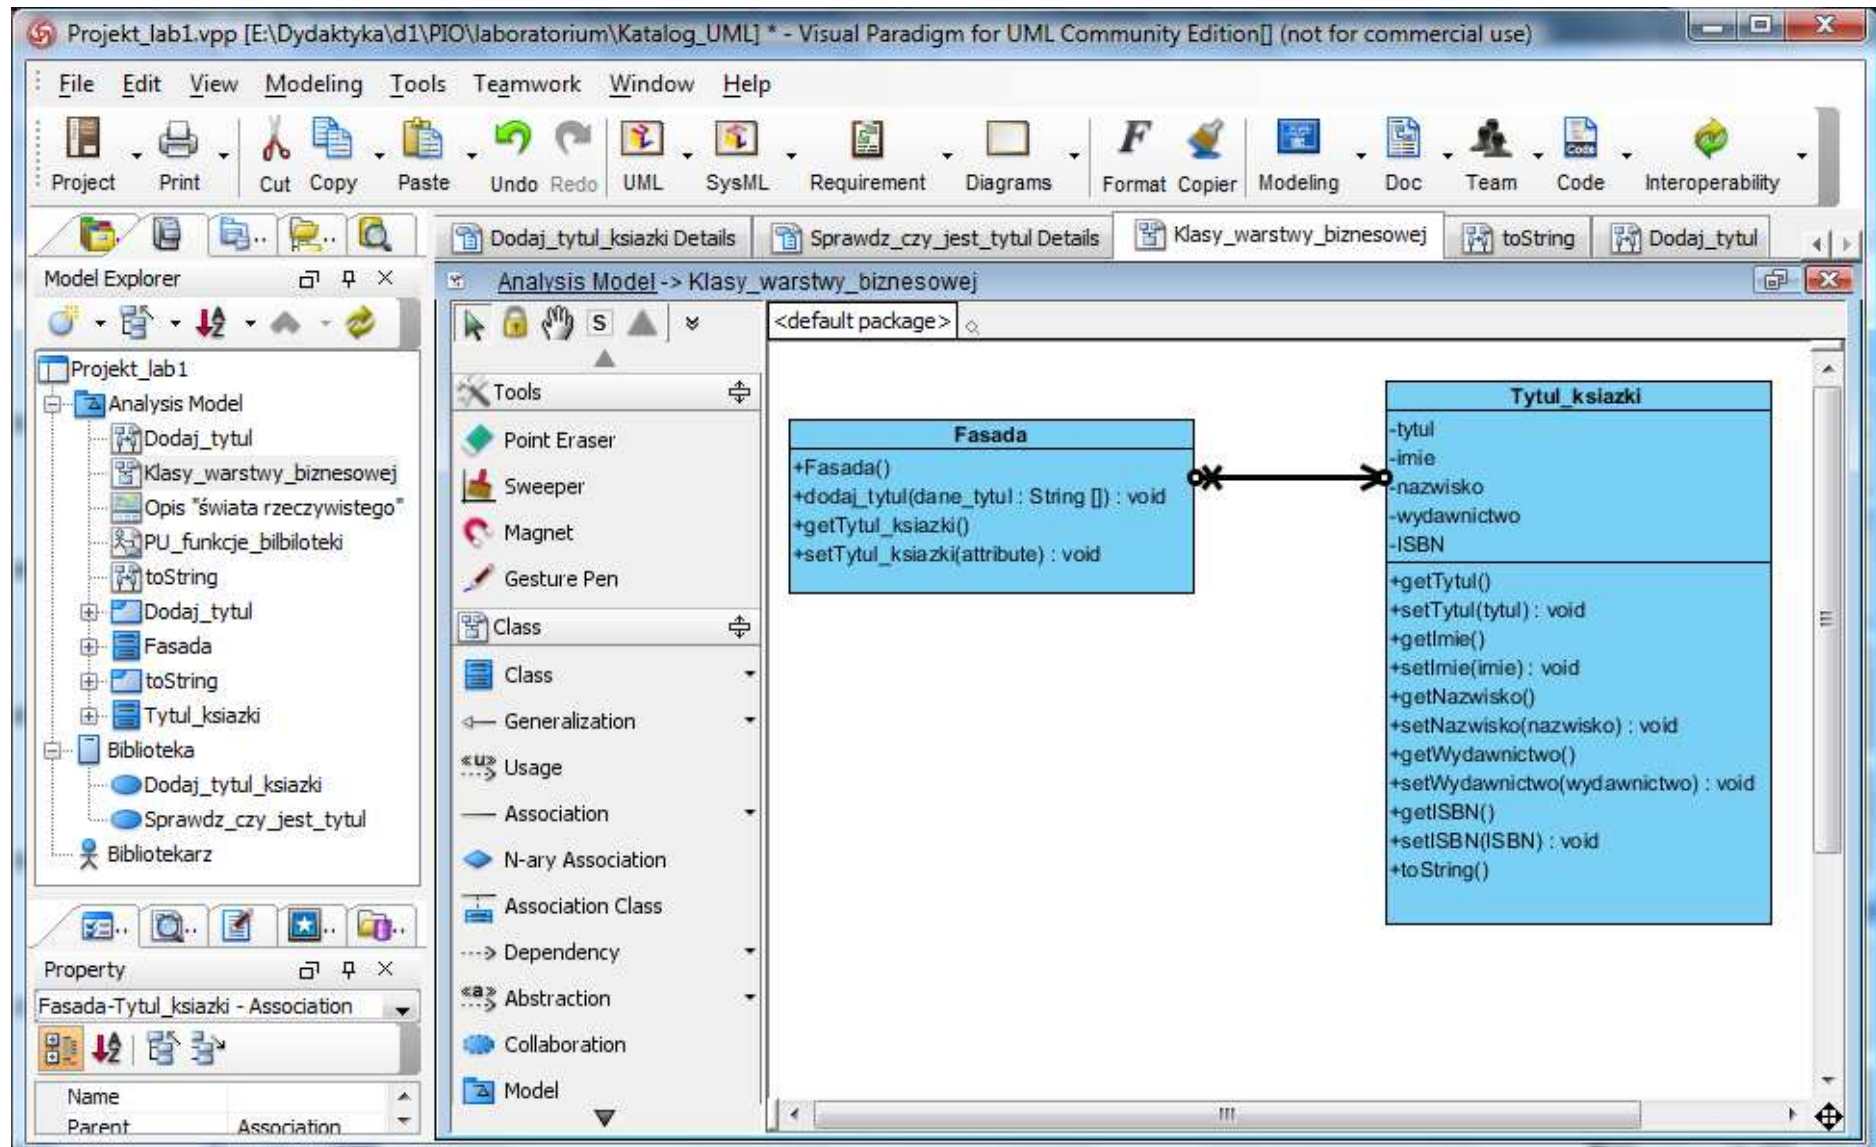 Projekt_lab1.vpp [E:\Dydaktyka\d1\PIO\laboratorium\Katalog_UML] * - Visual Paradigm for UML Community Edition[] (not for commercial use)
File Edit View Modeling Tools Teamwork Window Help
Project Print Cut Copy Paste Undo Redo UML SysML Requirement Diagrams Format Copier Modeling Doc Team Code Interoperability
Dodaj_tytul_ksiazki Details Sprawdz_czy_jest_tytul Details Klasy_warstwy_biznesowej toString Dodaj_tytul
Model Explorer
Projekt_lab1
Analysis Model
Dodaj_tytul
Klasy_warstwy_biznesowej
Opis "świata rzeczywistego"
PU_funkcje_bilbiloteki
toString
Dodaj_tytul
Fasada
toString
Tytul_ksiazki
Biblioteka
Dodaj_tytul_ksiazki
Sprawdz_czy_jest_tytul
Bibliotekarz
Property
Fasada-Tytul_ksiazki - Association
Name
Parent Association
Analysis Model -> Klasy_warstwy_biznesowej
S
<default package>
Tools
Point Eraser
Sweeper
Magnet
Gesture Pen
Class
Class
Generalization
«u» Usage
Association
N-ary Association
Association Class
Dependency
«a» Abstraction
Collaboration
Model
Fasada
+Fasada()
+dodaj_tytul(dane_tytul : String []) : void
+getTytul_ksiazki()
+setTytul_ksiazki(attribute) : void
Tytul_ksiazki
-tytul
-imie
-nazwisko
-wydawnictwo
-ISBN
+getTytul()
+setTytul(tytul) : void
+getImie()
+setImie(imie) : void
+getNazwisko()
+setNazwisko(nazwisko) : void
+getWydawnictwo()
+setWydawnictwo(wydawnictwo) : void
+getISBN()
+setISBN(ISBN) : void
+toString()